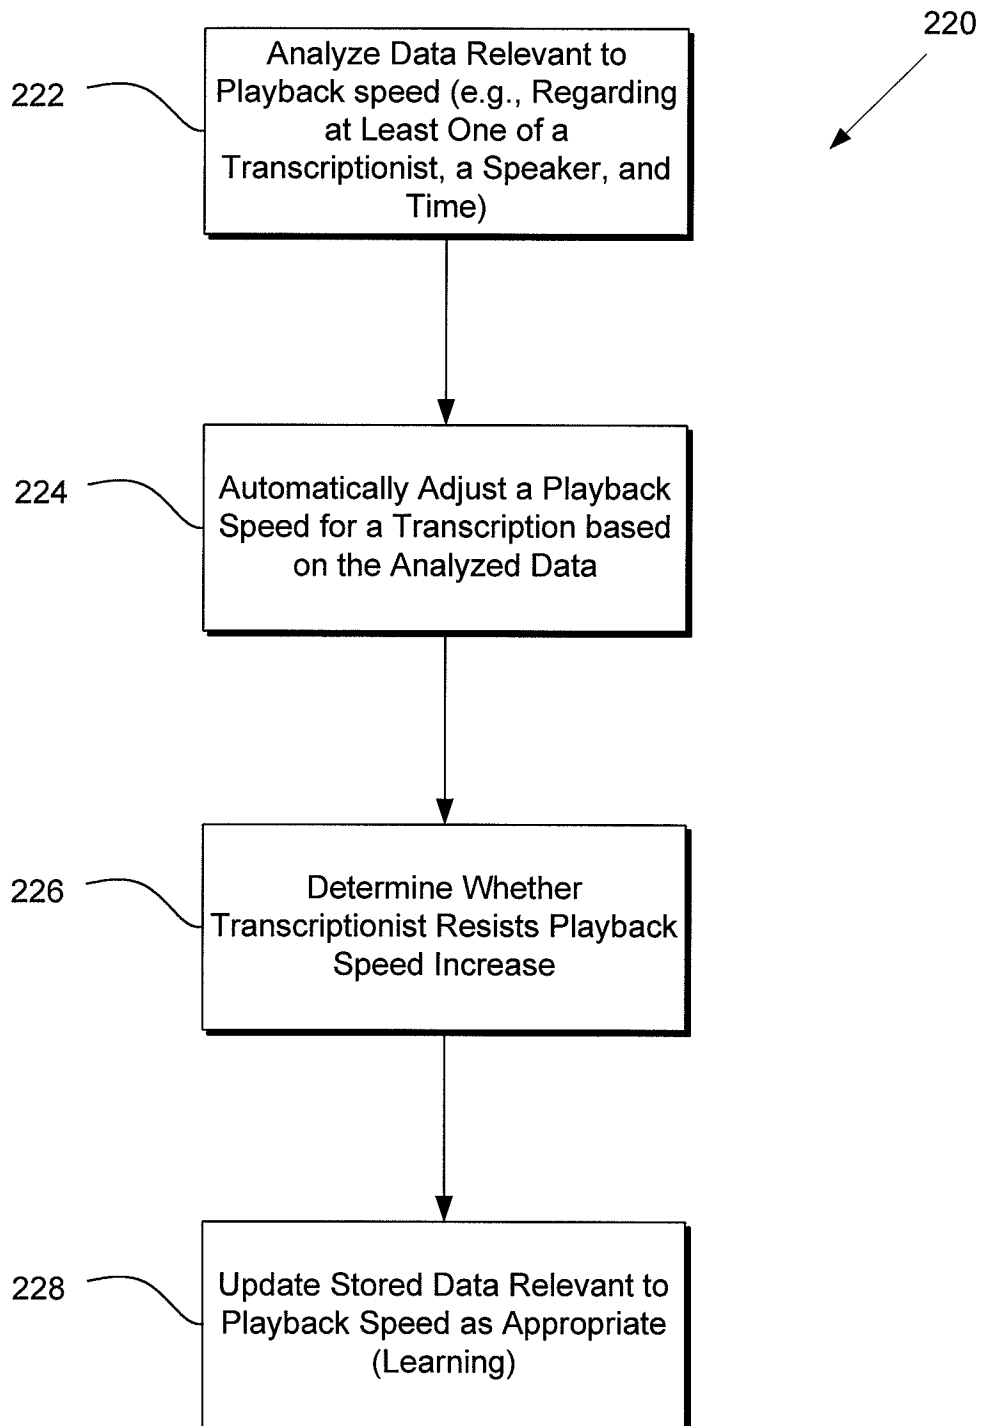 220
222
Analyze Data Relevant to
Playback speed (e.g., Regarding
at Least One of a
Transcriptionist, a Speaker, and
Time)
224
Automatically Adjust a Playback
Speed for a Transcription based
on the Analyzed Data
226
Determine Whether
Transcriptionist Resists Playback
Speed Increase
228
Update Stored Data Relevant to
Playback Speed as Appropriate
(Learning)